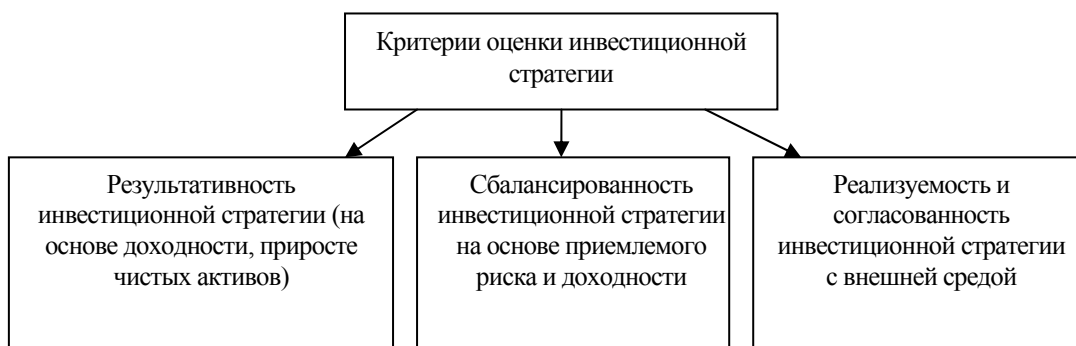 Критерии оценки инвестиционной
стратегии
Результативность
инвестиционной стратегии (на
основе доходности, приросте
чистых активов)
Сбалансированность
инвестиционной стратегии
на основе приемлемого
риска и доходности
Реализуемость и
согласованность
инвестиционной стратегии
с внешней средой